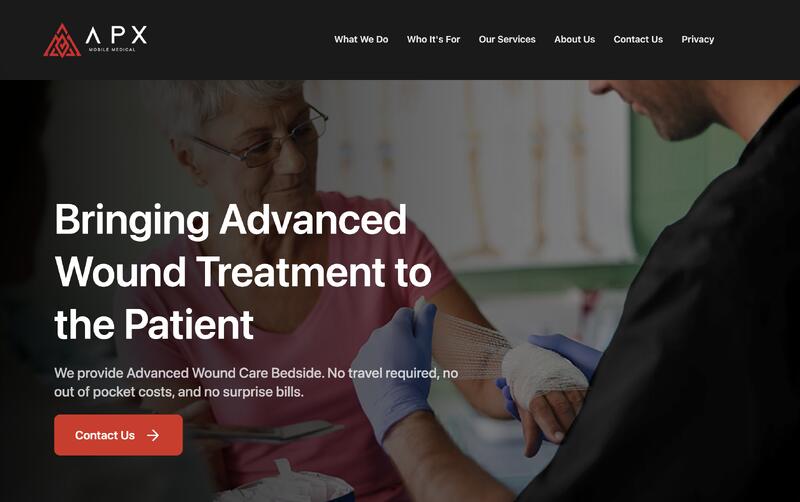 APX
MOBILE MEDICAL
What We Do
Who It's For
Our Services
About Us
Contact Us
Privacy
Bringing Advanced
Wound Treatment to
the Patient
We provide Advanced Wound Care Bedside. No travel required, no
out of pocket costs, and no surprise bills.
Contact Us